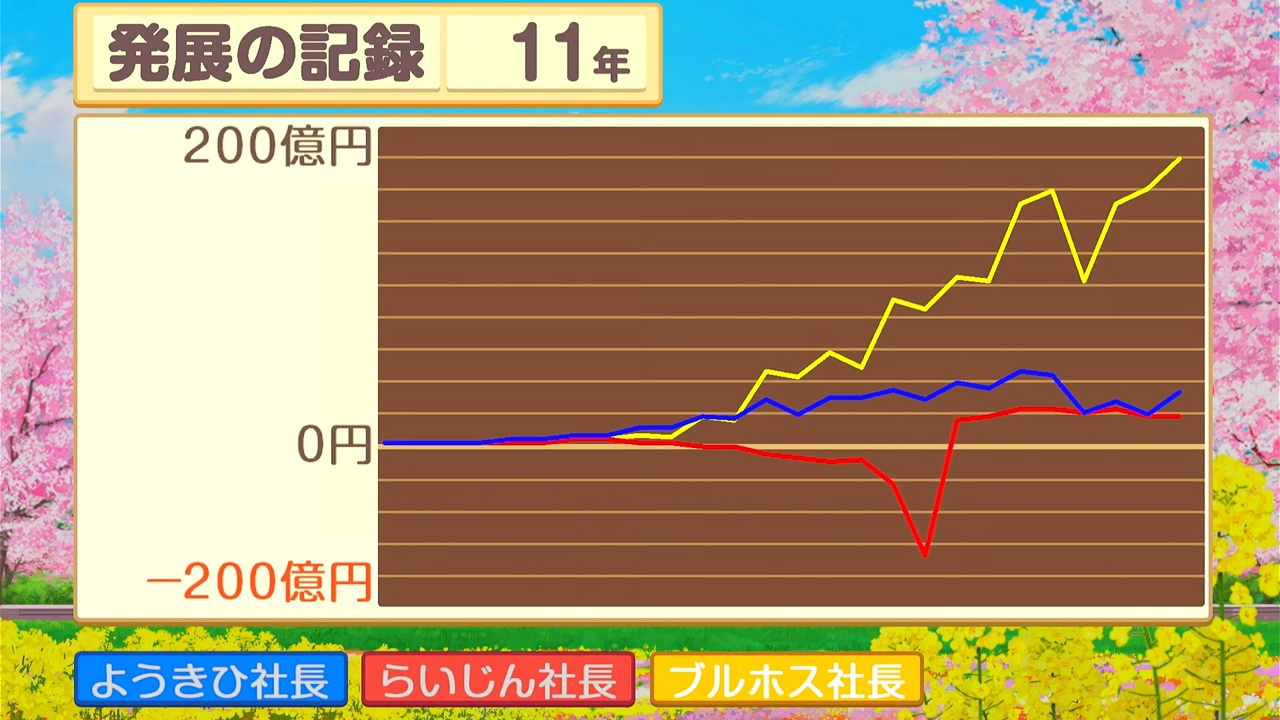 発展の記録 11年
200億円
0円
-200億円
ようきひ社長 らいじん社長 ブルホス社長